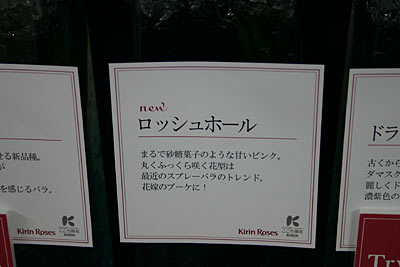 せる新品種。
が
を感じるバラ。
Kirin Roses
KIRIN
new
ロッシュホール
まるで砂糖菓子のような甘いピンク。
丸くふっくら咲く花型は
最近のスプレーバラのトレンド。
花嫁のブーケに！
Kirin Roses
KIRIN
ドラ
古くから
ダマスク
麗しくド
濃紫色の
Try